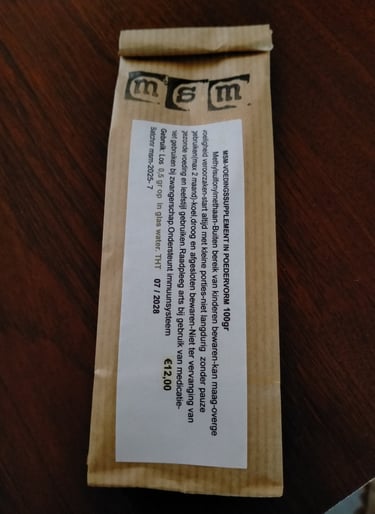 msm
MSM-VOEDINGSSUPPLEMENT IN POEDERVORM 100gr
Methylsulfonylmethaan-Buiten bereik van kinderen bewaren-kan maag-overge
voeligheid veroorzaken-start altijd met kleine porties-niet langdurig zonder pauze
gebruiken(max 2 maand)-koel,droog en afgesloten bewaren-Niet ter vervanging van
gezonde voeding en leefstijl gebruiken.Raadpleeg arts bij gebruik van medicatie-
niet gebruiken bij zwangerschap.Ondersteunt immuunsysteem
Gebruik: Los 0,5 gr op in glas water. THT 07 / 2028
Batchnr msm-2025- 7
€12,00